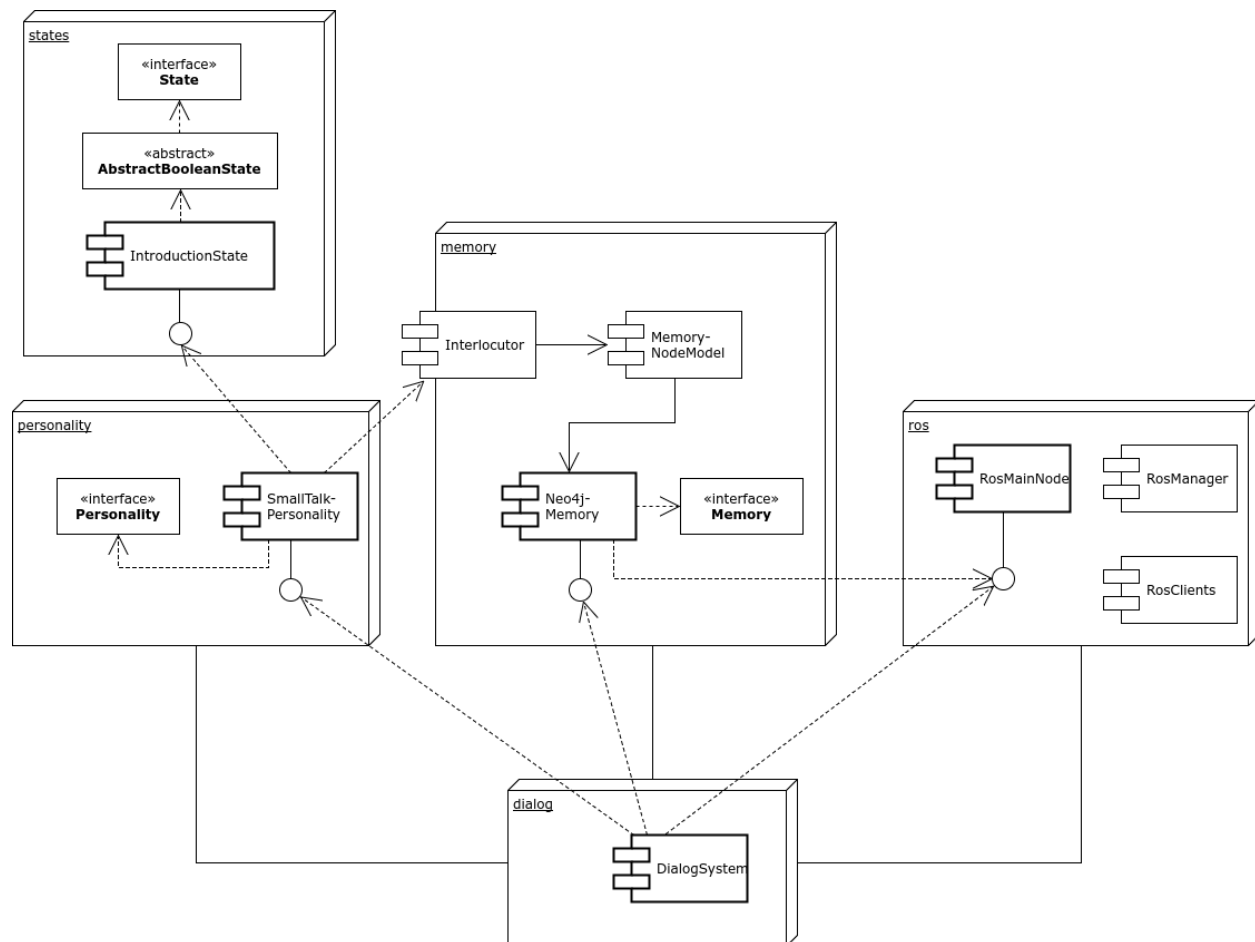 states
«interface»
State
«abstract»
AbstractBooleanState
IntroductionState
memory
Interlocutor
Memory-
NodeModel
Neo4j-
Memory
«interface»
Memory
personality
«interface»
Personality
SmallTalk-
Personality
ros
RosMainNode
RosManager
RosClients
dialog
DialogSystem